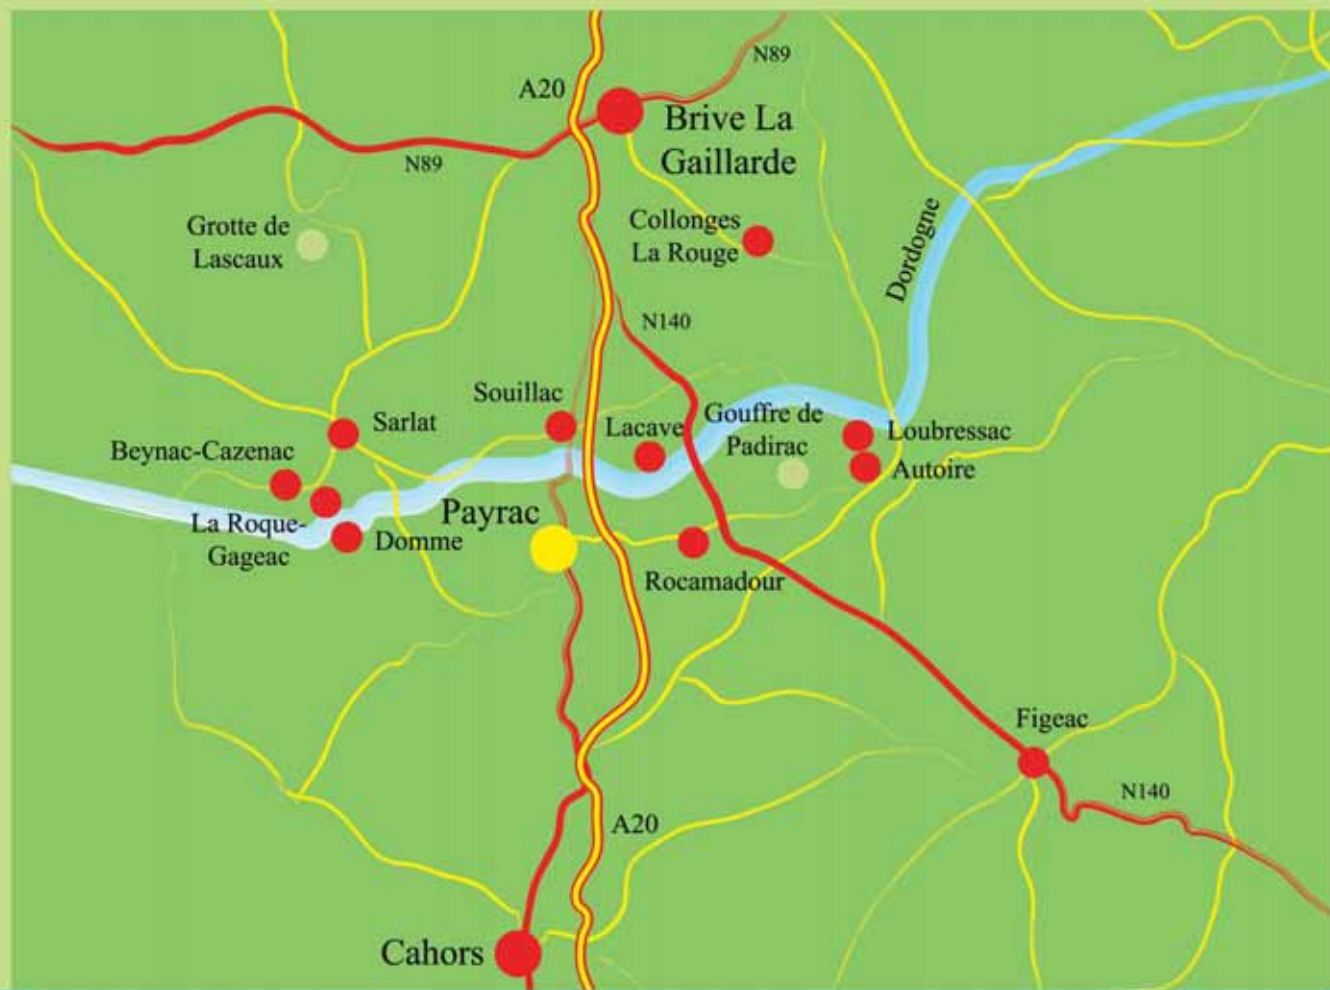 N89
A20
Brive La
Gaillarde
N89
Grotte de
Lascaux
Collonges
La Rouge
Dordogne
N140
Souillac
Sarlat
Lacave
Gouffre de
Padirac
Loubressac
Beynac-Cazenac
Autoire
Payrac
La Roque-
Gageac
Domme
Rocamadour
Figeac
N140
A20
Cahors